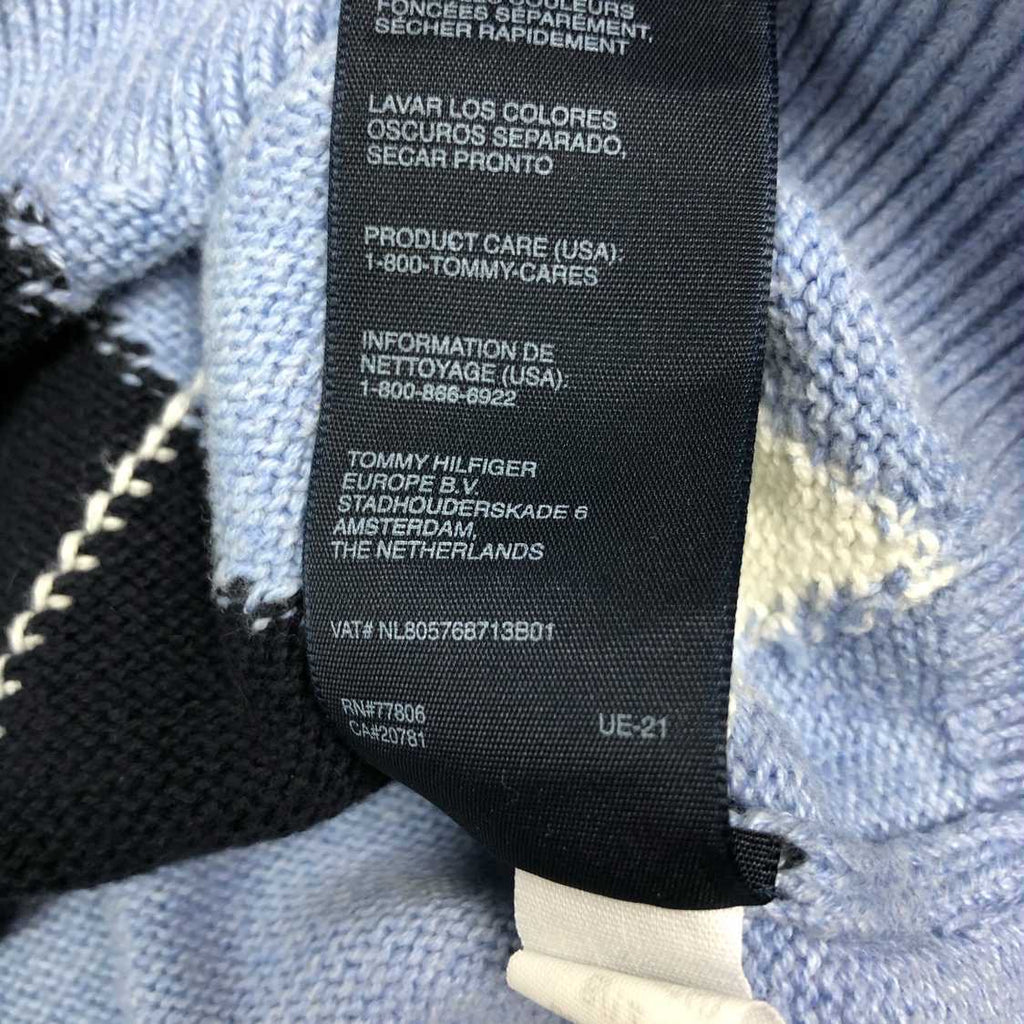 COULEURS
FONCÉES SÉPARÉMENT,
SÉCHER RAPIDEMENT
LAVAR LOS COLORES
OSCUROS SEPARADO,
SECAR PRONTO
PRODUCT CARE (USA):
1-800-TOMMY-CARES
INFORMATION DE
NETTOYAGE (USA):
1-800-866-6922
TOMMY HILFIGER
EUROPE B.V.
STADHOUDERSKADE 6
AMSTERDAM,
THE NETHERLANDS
VAT# NL805768713B01
RN#77806
CA#20781
UE-21